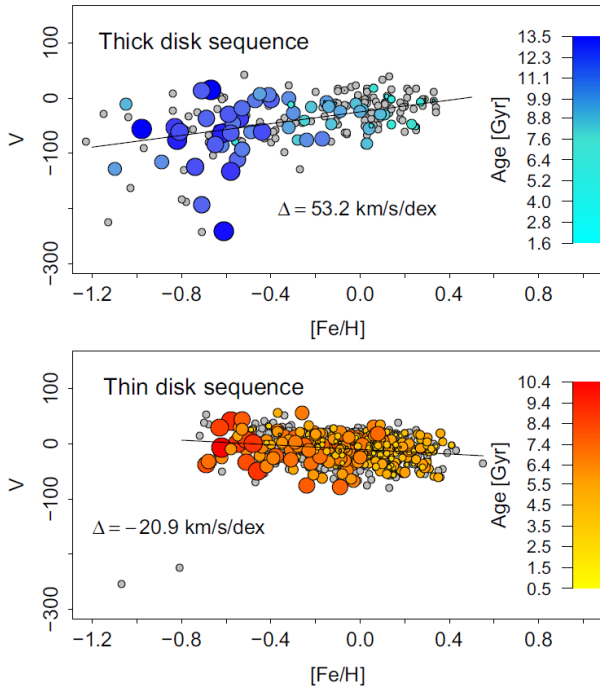 Thick disk sequence
100
0
−100
−300
V
Δ = 53.2 km/s/dex
−1.2 −0.8 −0.4 0.0 0.4
[Fe/H]
Age [Gyr]
13.5
12.3
11.1
9.9
8.8
7.6
6.4
5.2
4.0
2.8
1.6
Thin disk sequence
100
0
−100
−300
V
Δ = −20.9 km/s/dex
−1.2 −0.8 −0.4 0.0 0.4
[Fe/H]
Age [Gyr]
10.4
9.4
8.4
7.4
6.4
5.5
4.5
3.5
2.5
1.5
0.5